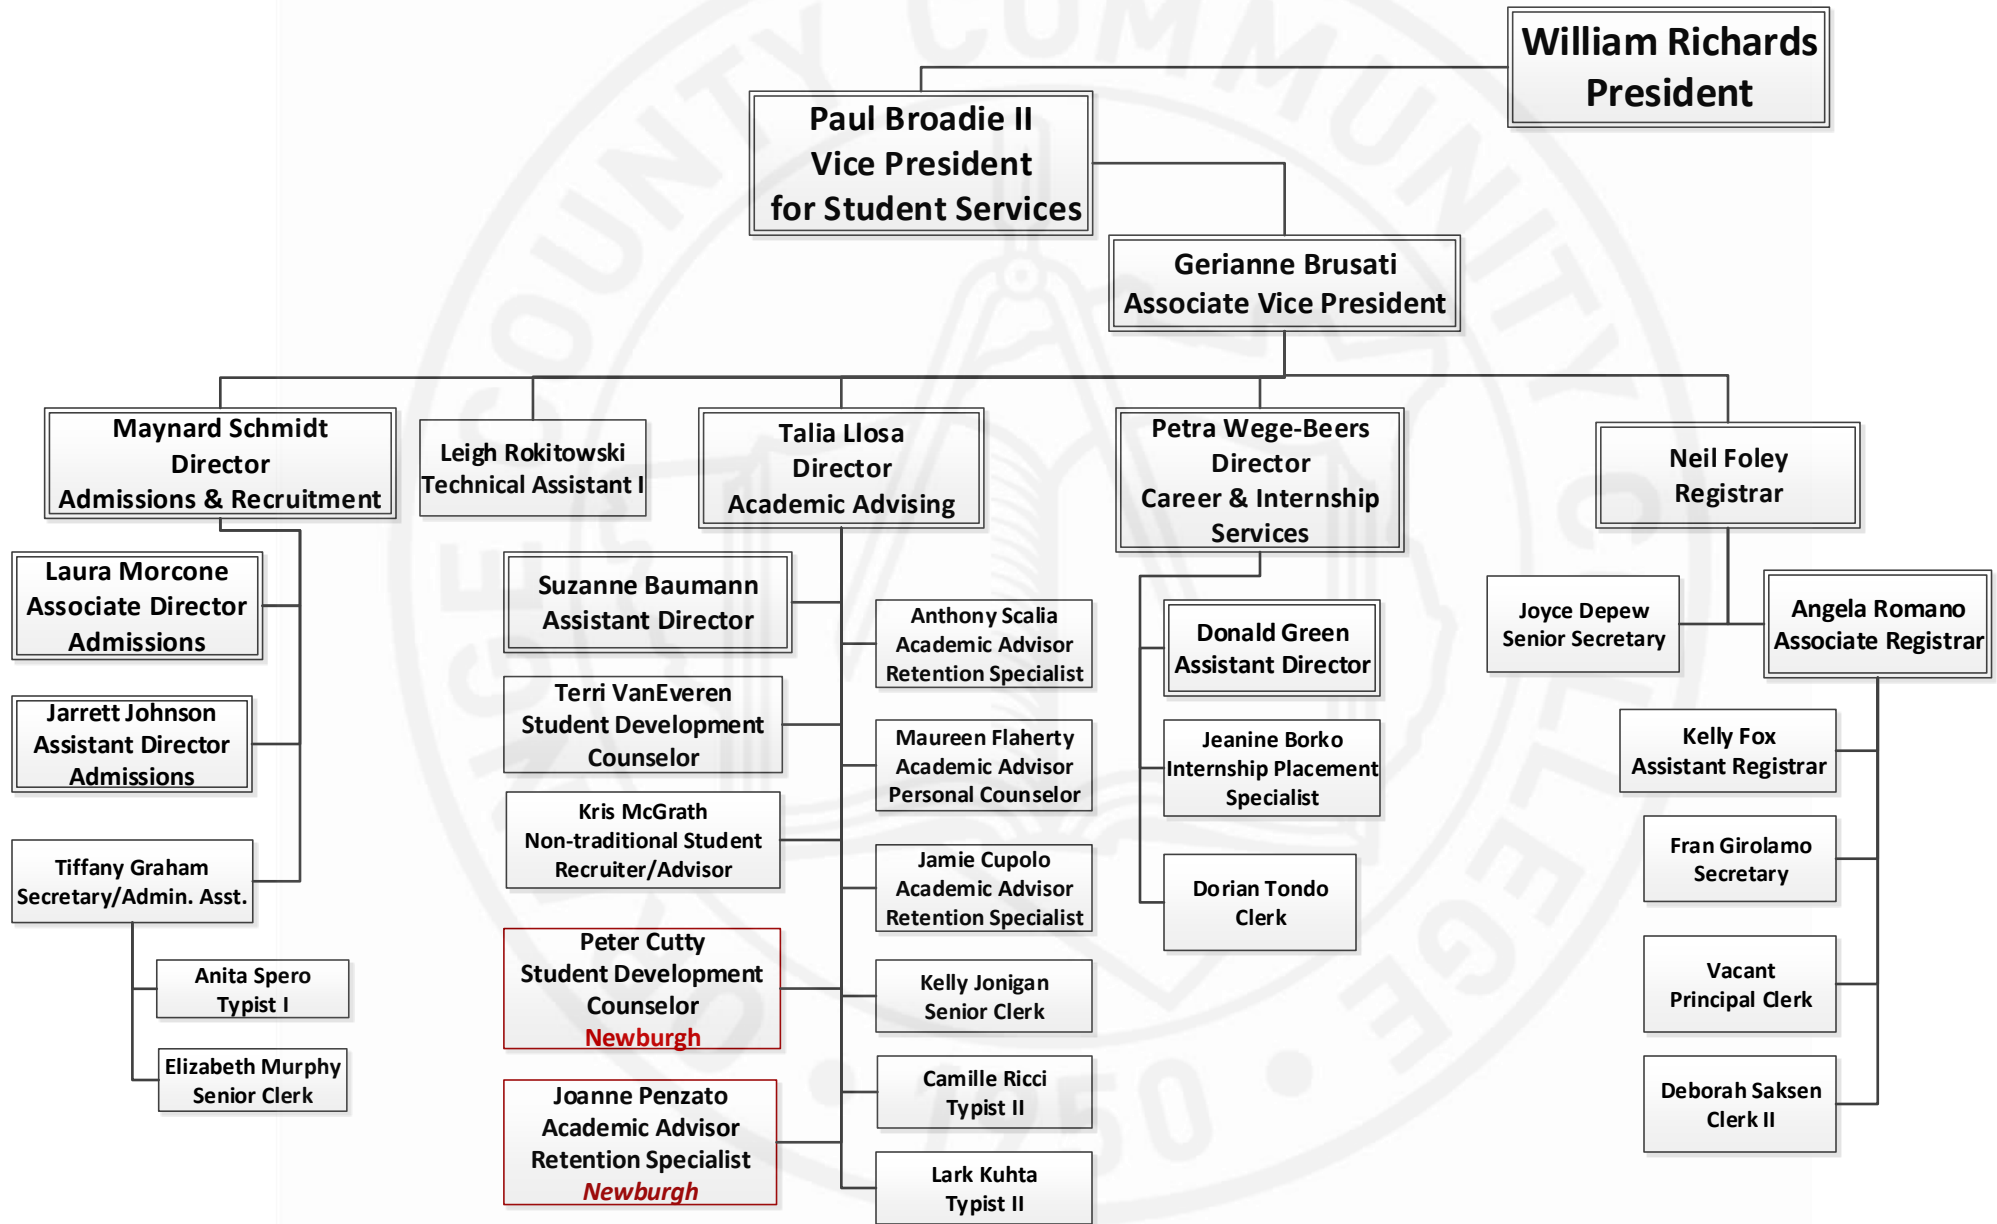 William Richards
President
Paul Broadie II
Vice President
for Student Services
Gerianne Brusati
Associate Vice President
Maynard Schmidt
Director
Admissions & Recruitment
Leigh Rokitowski
Technical Assistant I
Talia Llosa
Director
Academic Advising
Petra Wege-Beers
Director
Career & Internship
Services
Neil Foley
Registrar
Laura Morcone
Associate Director
Admissions
Jarrett Johnson
Assistant Director
Admissions
Tiffany Graham
Secretary/Admin. Asst.
Anita Spero
Typist I
Elizabeth Murphy
Senior Clerk
Suzanne Baumann
Assistant Director
Terri VanEveren
Student Development
Counselor
Kris McGrath
Non-traditional Student
Recruiter/Advisor
Peter Cutty
Student Development
Counselor
Newburgh
Joanne Penzato
Academic Advisor
Retention Specialist
Newburgh
Anthony Scalia
Academic Advisor
Retention Specialist
Maureen Flaherty
Academic Advisor
Personal Counselor
Jamie Cupolo
Academic Advisor
Retention Specialist
Kelly Jonigan
Senior Clerk
Camille Ricci
Typist II
Lark Kuhta
Typist II
Donald Green
Assistant Director
Jeanine Borko
Internship Placement
Specialist
Dorian Tondo
Clerk
Joyce Depew
Senior Secretary
Angela Romano
Associate Registrar
Kelly Fox
Assistant Registrar
Fran Girolamo
Secretary
Vacant
Principal Clerk
Deborah Saksen
Clerk II
ORANGE COUNTY COMMUNITY COLLEGE
• 1950 •